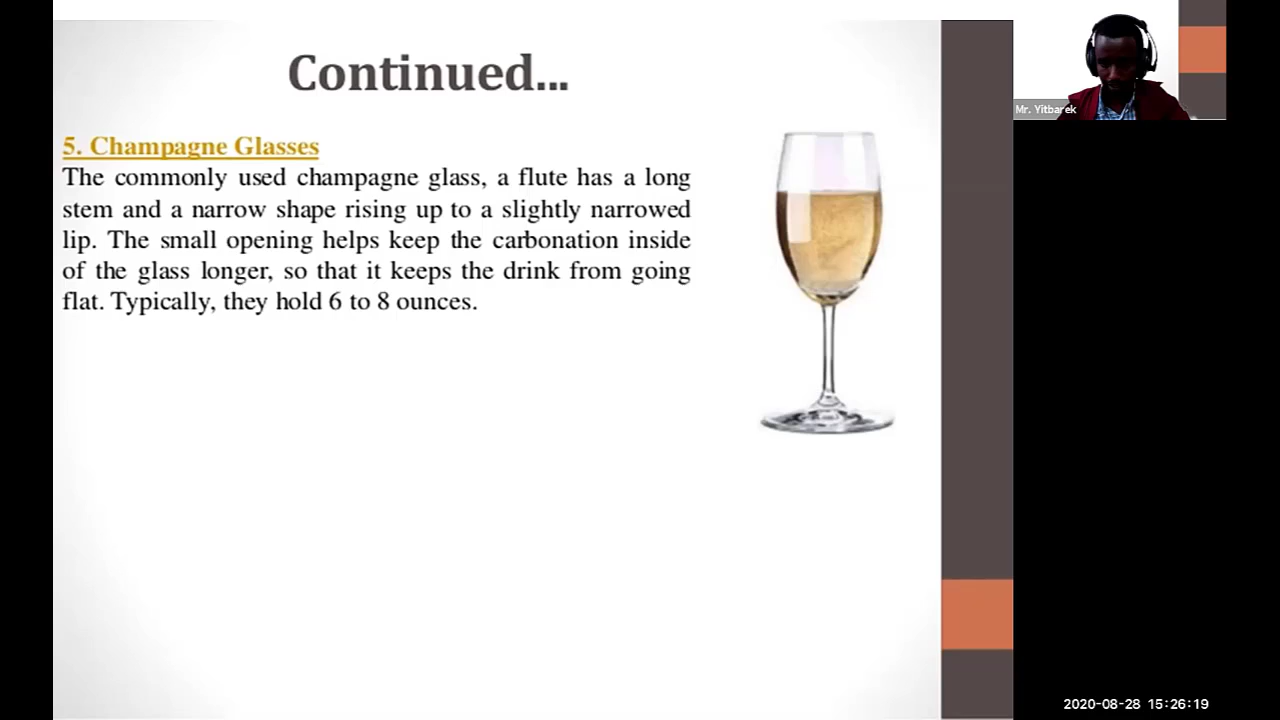 Continued...
5. Champagne Glasses
The commonly used champagne glass, a flute has a long
stem and a narrow shape rising up to a slightly narrowed
lip. The small opening helps keep the carbonation inside
of the glass longer, so that it keeps the drink from going
flat. Typically, they hold 6 to 8 ounces.
Mr. Yitbarek
2020-08-28 15:26:19